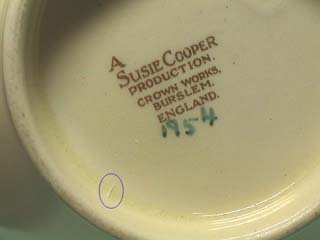 A
SUSIE COOPER
PRODUCTION.
CROWN WORKS,
BURSLEM,
ENGLAND.
1954